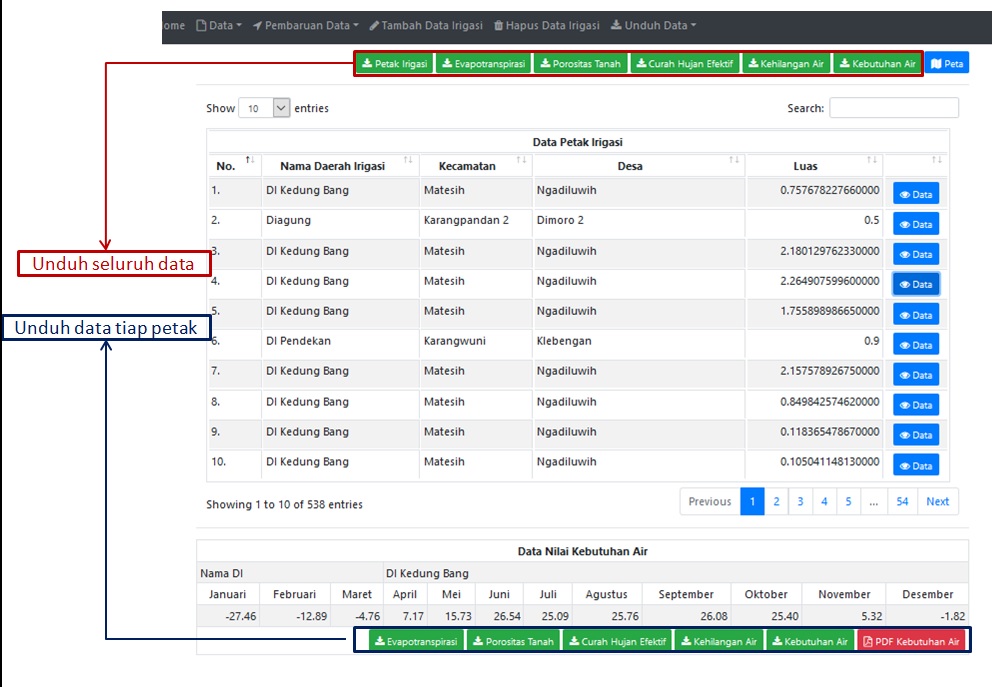 ome Data Pembaruan Data Tambah Data Irigasi Hapus Data Irigasi Unduh Data
Petak Irigasi Evapotranspirasi Porositas Tanah Curah Hujan Efektif Kehilangan Air Kebutuhan Air Peta
Show 10 entries Search:
Data Petak Irigasi
No. Nama Daerah Irigasi Kecamatan Desa Luas
1. DI Kedung Bang Matesih Ngadiluwih 0.757678227660000 Data
2. Diagung Karangpandan 2 Dimoro 2 0.5 Data
Unduh seluruh data
3. DI Kedung Bang Matesih Ngadiluwih 2.180129762330000 Data
4. DI Kedung Bang Matesih Ngadiluwih 2.264907599600000 Data
Unduh data tiap petak
5. DI Kedung Bang Matesih Ngadiluwih 1.755898986650000 Data
6. DI Pendekan Karangwuni Klebengan 0.9 Data
7. DI Kedung Bang Matesih Ngadiluwih 2.157578926750000 Data
8. DI Kedung Bang Matesih Ngadiluwih 0.849842574620000 Data
9. DI Kedung Bang Matesih Ngadiluwih 0.118365478670000 Data
10. DI Kedung Bang Matesih Ngadiluwih 0.105041148130000 Data
Showing 1 to 10 of 538 entries Previous 1 2 3 4 5 ... 54 Next
Data Nilai Kebutuhan Air
Nama DI DI Kedung Bang
Januari Februari Maret April Mei Juni Juli Agustus September Oktober November Desember
-27.46 -12.89 -4.76 7.17 15.73 26.54 25.09 25.76 26.08 25.40 5.32 -1.82
Evapotranspirasi Porositas Tanah Curah Hujan Efektif Kehilangan Air Kebutuhan Air PDF Kebutuhan Air